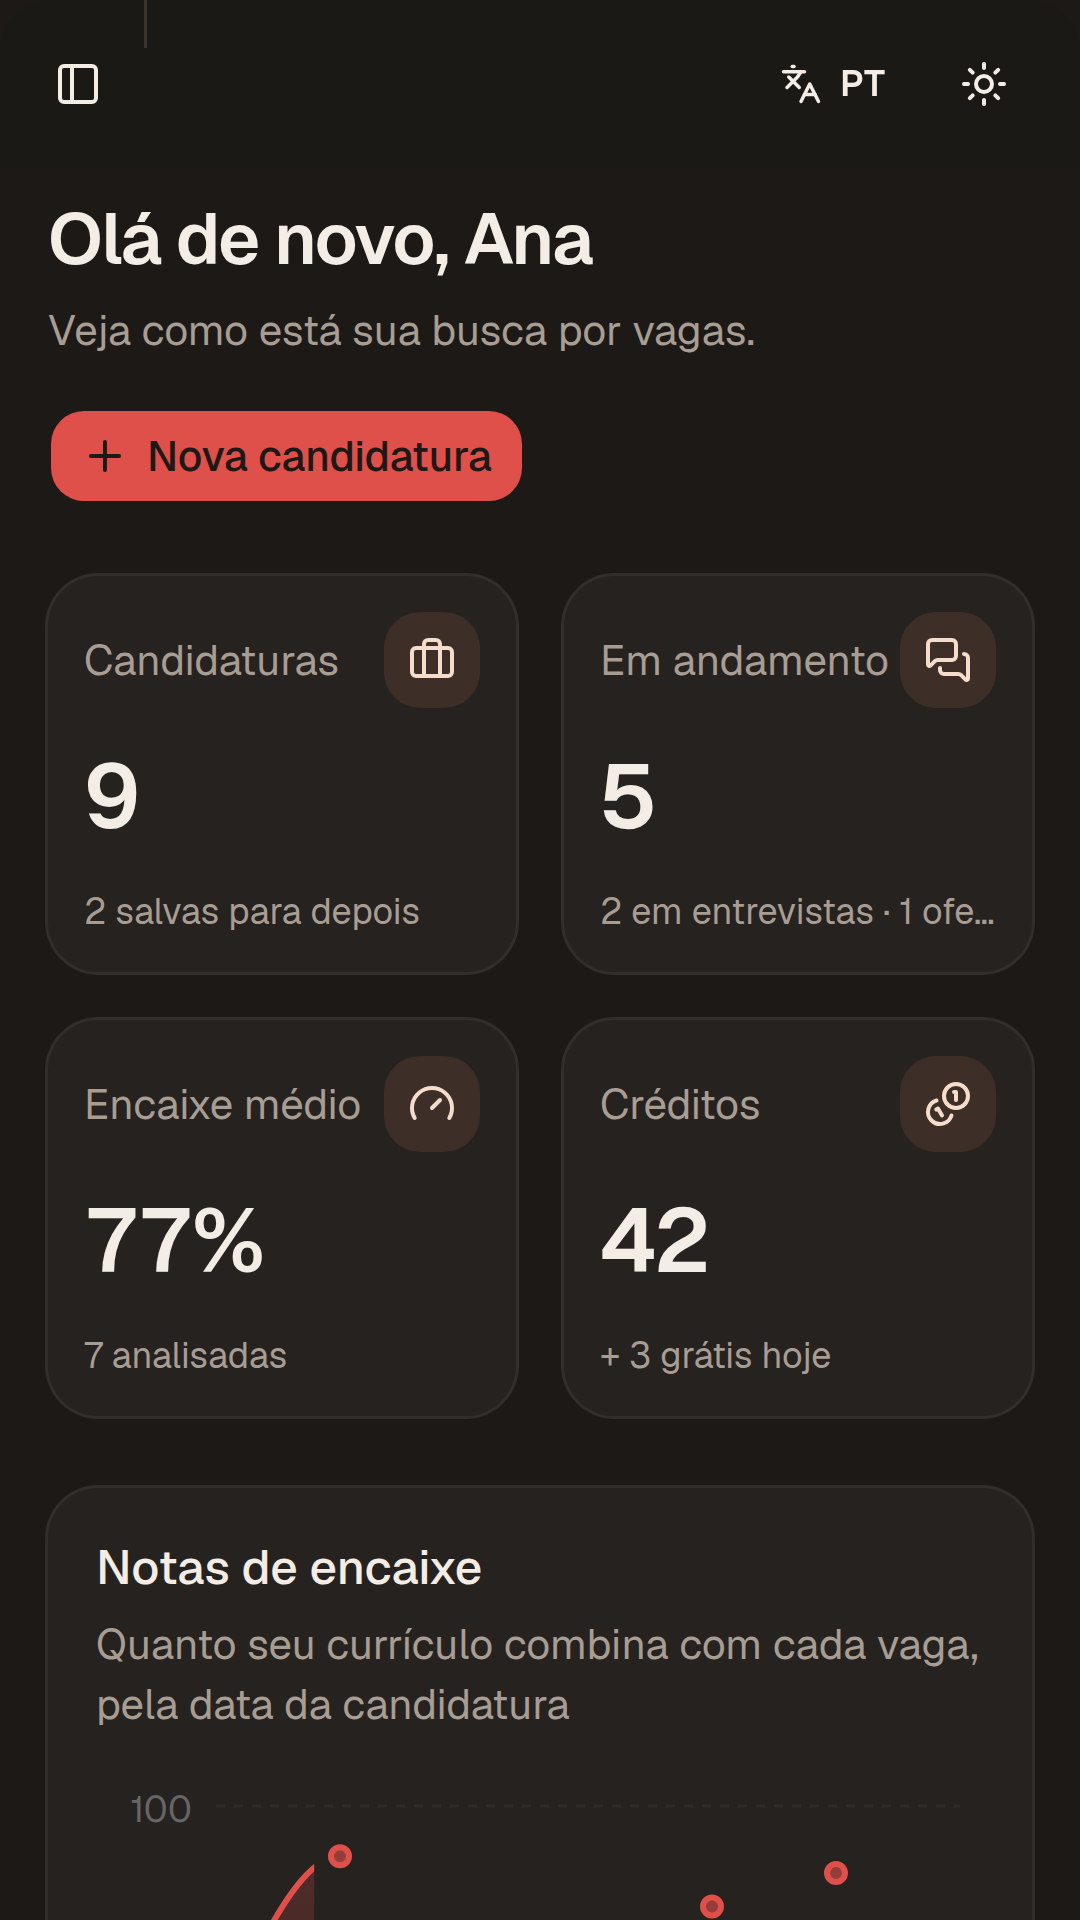 PT
Olá de novo, Ana
Veja como está sua busca por vagas.
Nova candidatura
Candidaturas
9
2 salvas para depois
Em andamento
5
2 em entrevistas · 1 ofe...
Encaixe médio
77%
7 analisadas
Créditos
42
+ 3 grátis hoje
Notas de encaixe
Quanto seu currículo combina com cada vaga,
pela data da candidatura
100